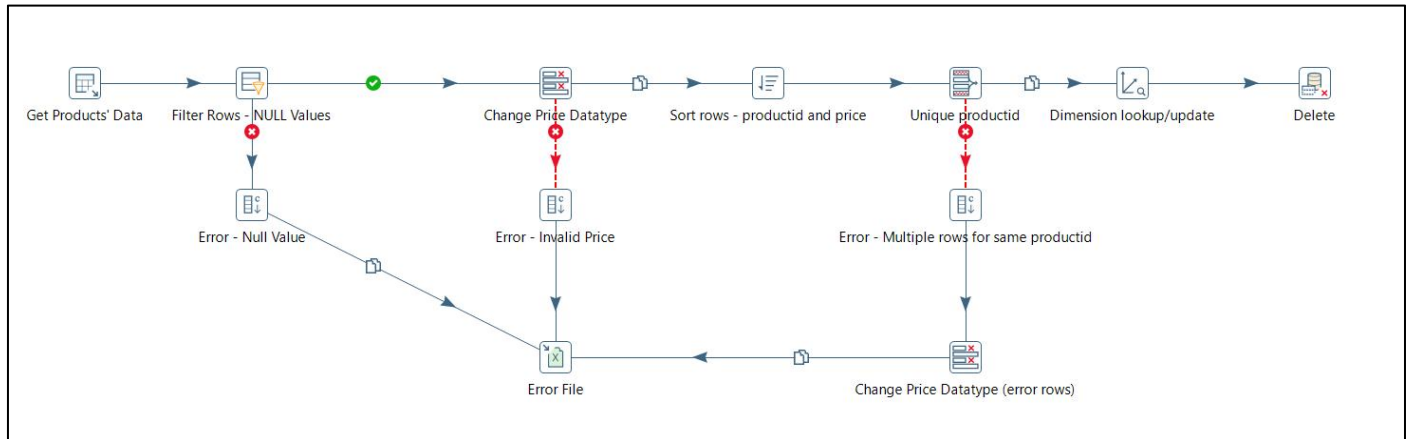 Get Products' Data
Filter Rows - NULL Values
Change Price Datatype
Sort rows - productid and price
Unique productid
Dimension lookup/update
Delete
Error - Null Value
Error - Invalid Price
Error - Multiple rows for same productid
Error File
Change Price Datatype (error rows)